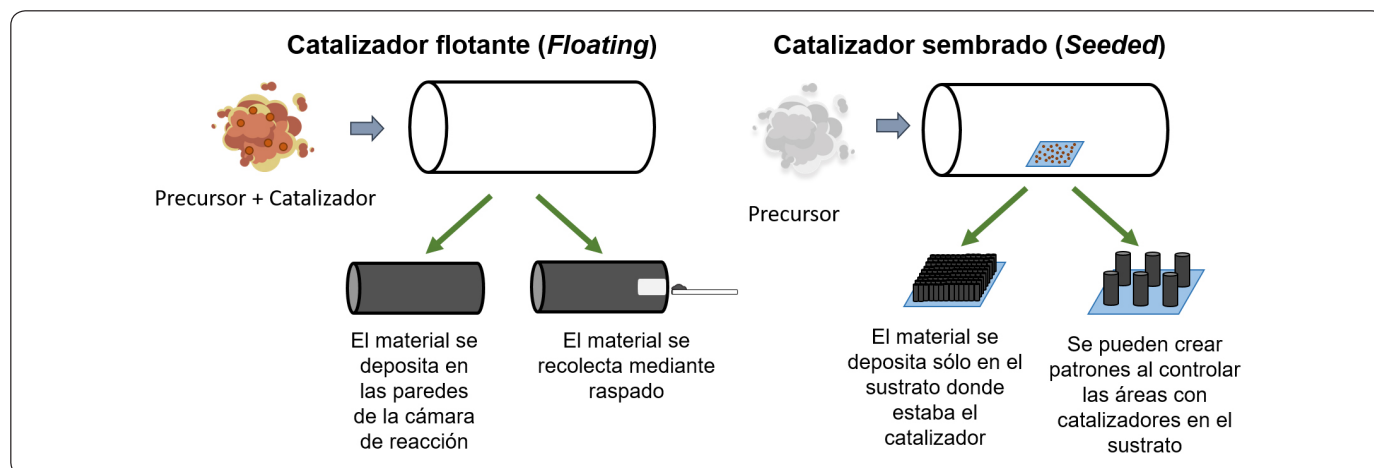 Catalizador flotante (Floating)
Precursor + Catalizador
El material se
deposita en
las paredes
de la cámara
de reacción
El material se
recolecta mediante
raspado
Catalizador sembrado (Seeded)
Precursor
El material se
deposita sólo en el
sustrato donde
estaba el
catalizador
Se pueden crear
patrones al controlar
las áreas con
catalizadores en el
sustrato